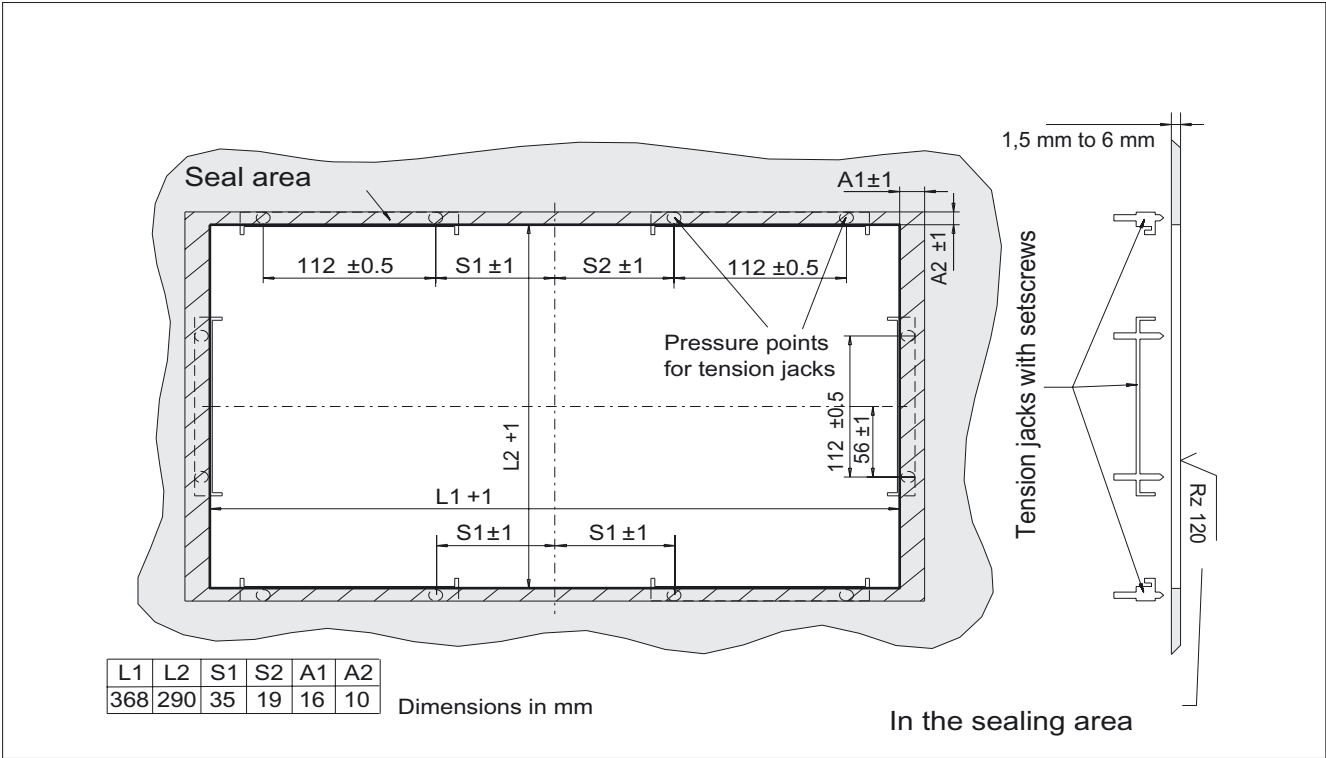 1,5 mm to 6 mm
Seal area
A1±1
A2 ±1
112 ±0.5
S1 ±1
S2 ±1
112 ±0.5
Pressure points
for tension jacks
Tension jacks with setscrews
112 ±0.5
56 ±1
L2 +1
L1 +1
Rz 120
S1±1
S1 ±1
L1 L2 S1 S2 A1 A2
368 290 35 19 16 10
Dimensions in mm
In the sealing area